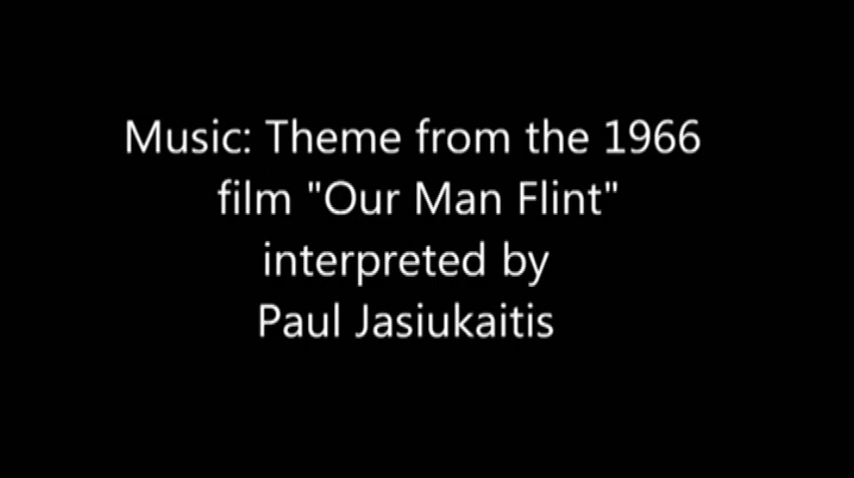 Music: Theme from the 1966
film "Our Man Flint"
interpreted by
Paul Jasiukaitis